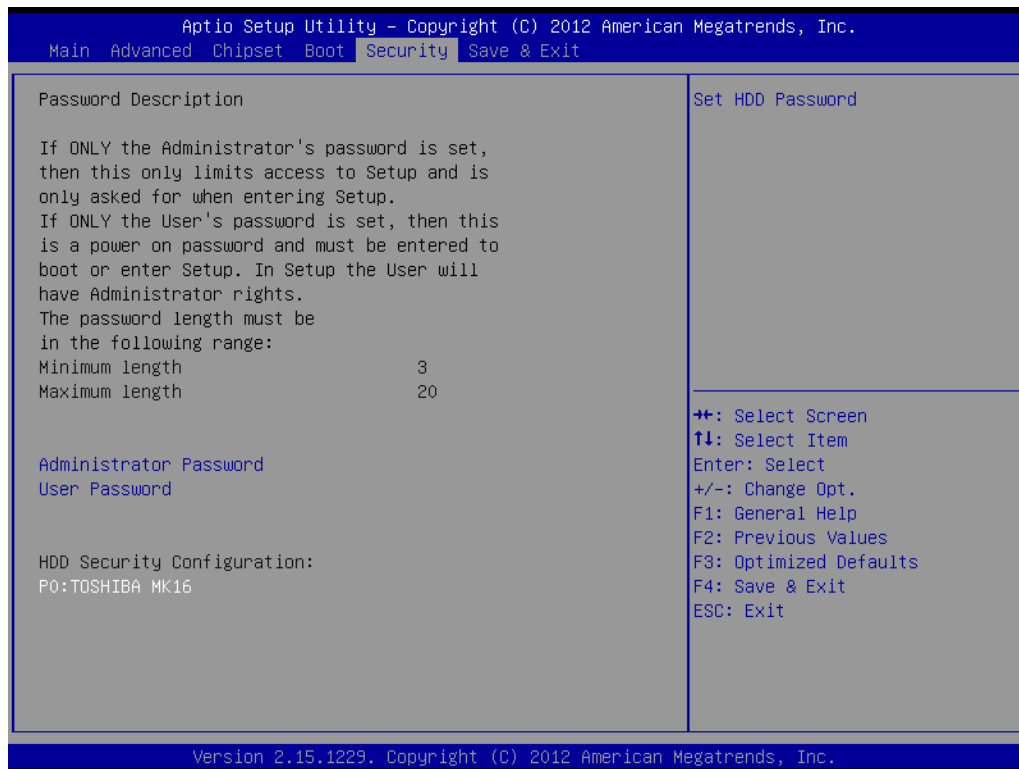 Aptio Setup Utility – Copyright (C) 2012 American Megatrends, Inc.
Main Advanced Chipset Boot Security Save & Exit
Password Description
If ONLY the Administrator's password is set,
then this only limits access to Setup and is
only asked for when entering Setup.
If ONLY the User's password is set, then this
is a power on password and must be entered to
boot or enter Setup. In Setup the User will
have Administrator rights.
The password length must be
in the following range:
Minimum length 3
Maximum length 20
Administrator Password
User Password
HDD Security Configuration:
P0:TOSHIBA MK16
Set HDD Password
→←: Select Screen
↑↓: Select Item
Enter: Select
+/-: Change Opt.
F1: General Help
F2: Previous Values
F3: Optimized Defaults
F4: Save & Exit
ESC: Exit
Version 2.15.1229. Copyright (C) 2012 American Megatrends, Inc.